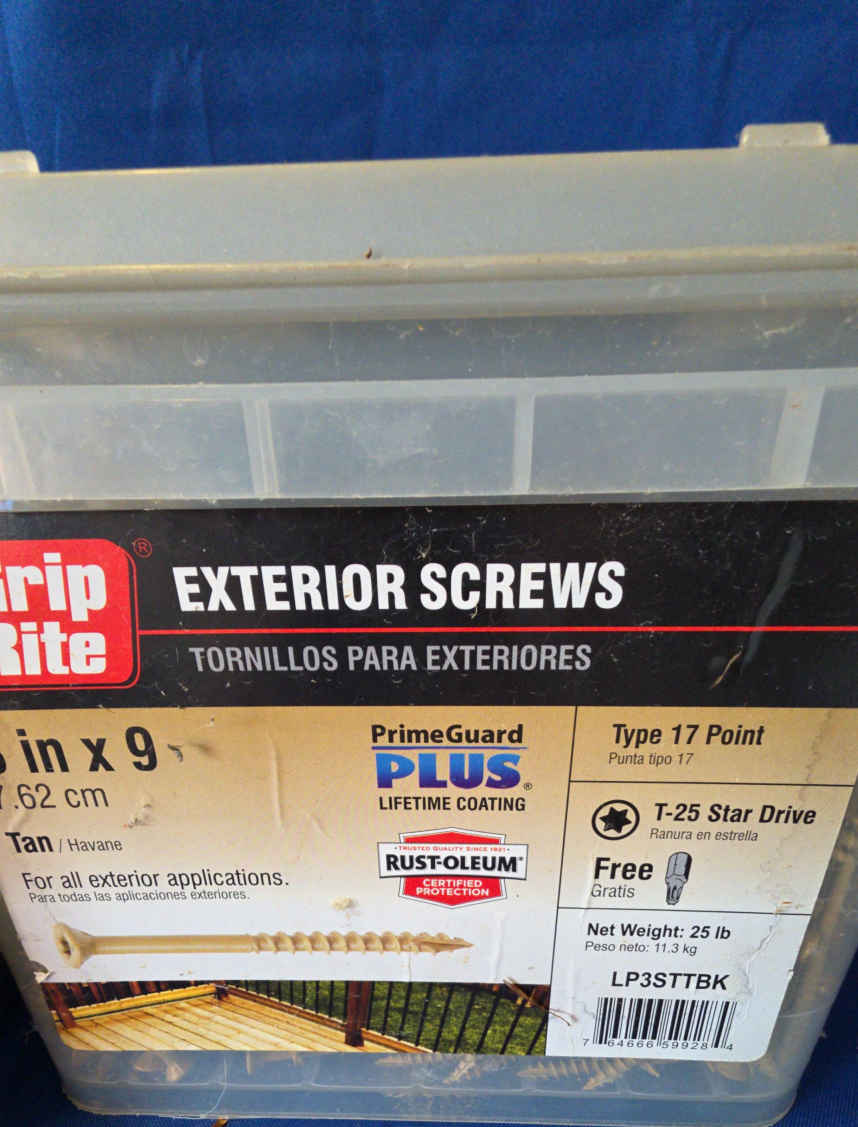 Grip
Rite®
EXTERIOR SCREWS
TORNILLOS PARA EXTERIORES
in x 9
7.62 cm
Tan / Havane
For all exterior applications.
Para todas las aplicaciones exteriores.
PrimeGuard
PLUS®
LIFETIME COATING
• TRUSTED QUALITY SINCE 1921 •
RUST-OLEUM®
CERTIFIED
PROTECTION
Type 17 Point
Punta tipo 17
T-25 Star Drive
Ranura en estrella
Free
Gratis
Net Weight: 25 lb
Peso neto: 11.3 kg
LP3STTBK
7 64666 59928 4